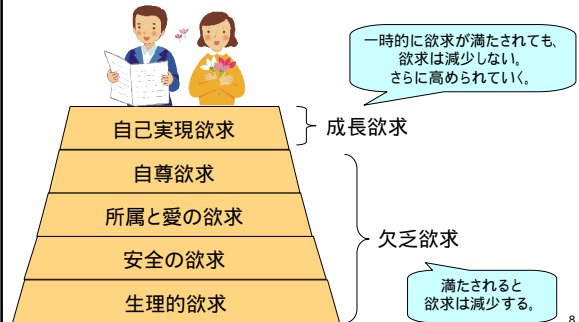 一時的に欲求が満たされても、
欲求は減少しない。
さらに高められていく。
自己実現欲求
成長欲求
自尊欲求
所属と愛の欲求
欠乏欲求
安全の欲求
満たされると
欲求は減少する。
生理的欲求
8